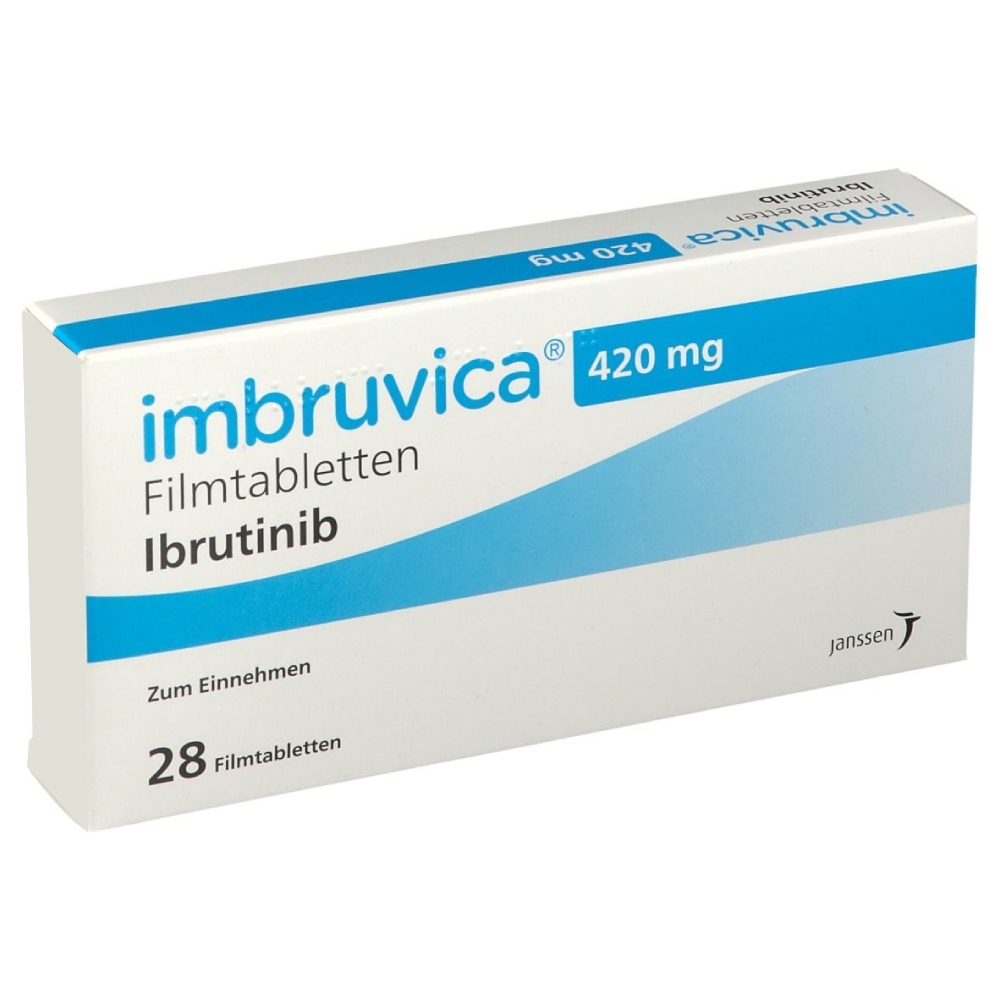 imbruvica®
Filmtabletten
Ibrutinib
420 mg
imbruvica® 420 mg
Filmtabletten
Ibrutinib
Zum Einnehmen
28 Filmtabletten
janssen